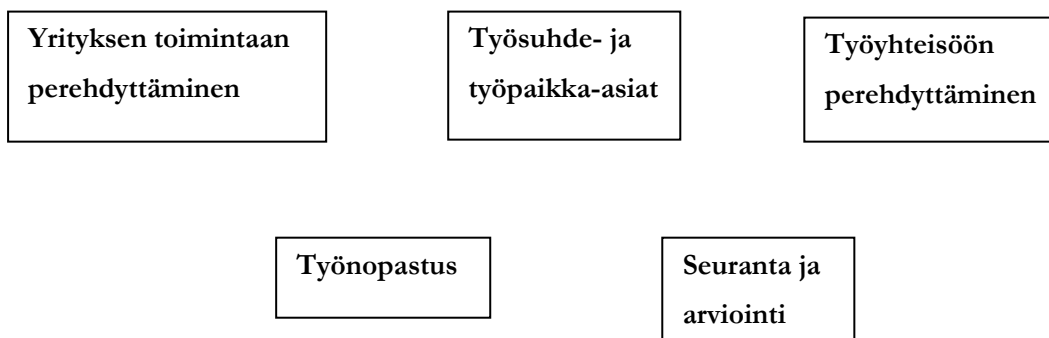 Yrityksen toimintaan
perehdyttäminen
Työsuhde- ja
työpaikka-asiat
Työyhteisöön
perehdyttäminen
Työnopastus
Seuranta ja
arviointi